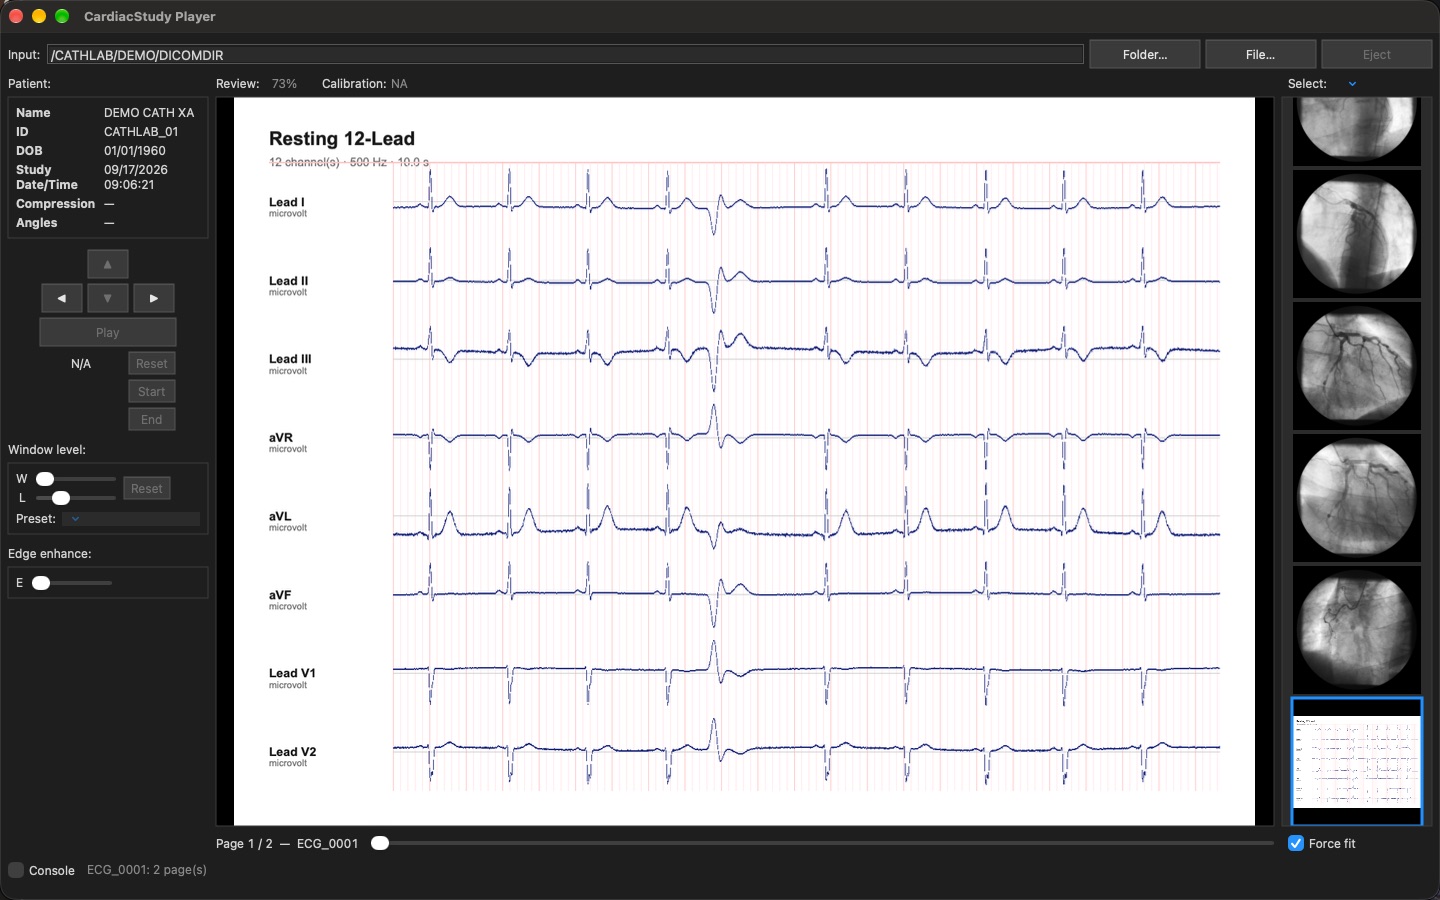 CardiacStudy Player
Input: /CATHLAB/DEMO/DICOMDIR Folder... File... Eject
Patient: Review: 73% Calibration: NA Select:
Name DEMO CATH XA
ID CATHLAB_01
DOB 01/01/1960
Study 09/17/2026
Date/Time 09:06:21
Compression —
Angles —
▲
◀ ▼ ▶
Play
N/A Reset
Start
End
Window level:
W
L
Reset
Preset:
Edge enhance:
E
Resting 12-Lead
12 channel(s) · 500 Hz · 10.0 s
Lead I
microvolt
Lead II
microvolt
Lead III
microvolt
aVR
microvolt
aVL
microvolt
aVF
microvolt
Lead V1
microvolt
Lead V2
microvolt
Page 1 / 2 — ECG_0001
Force fit
Console ECG_0001: 2 page(s)